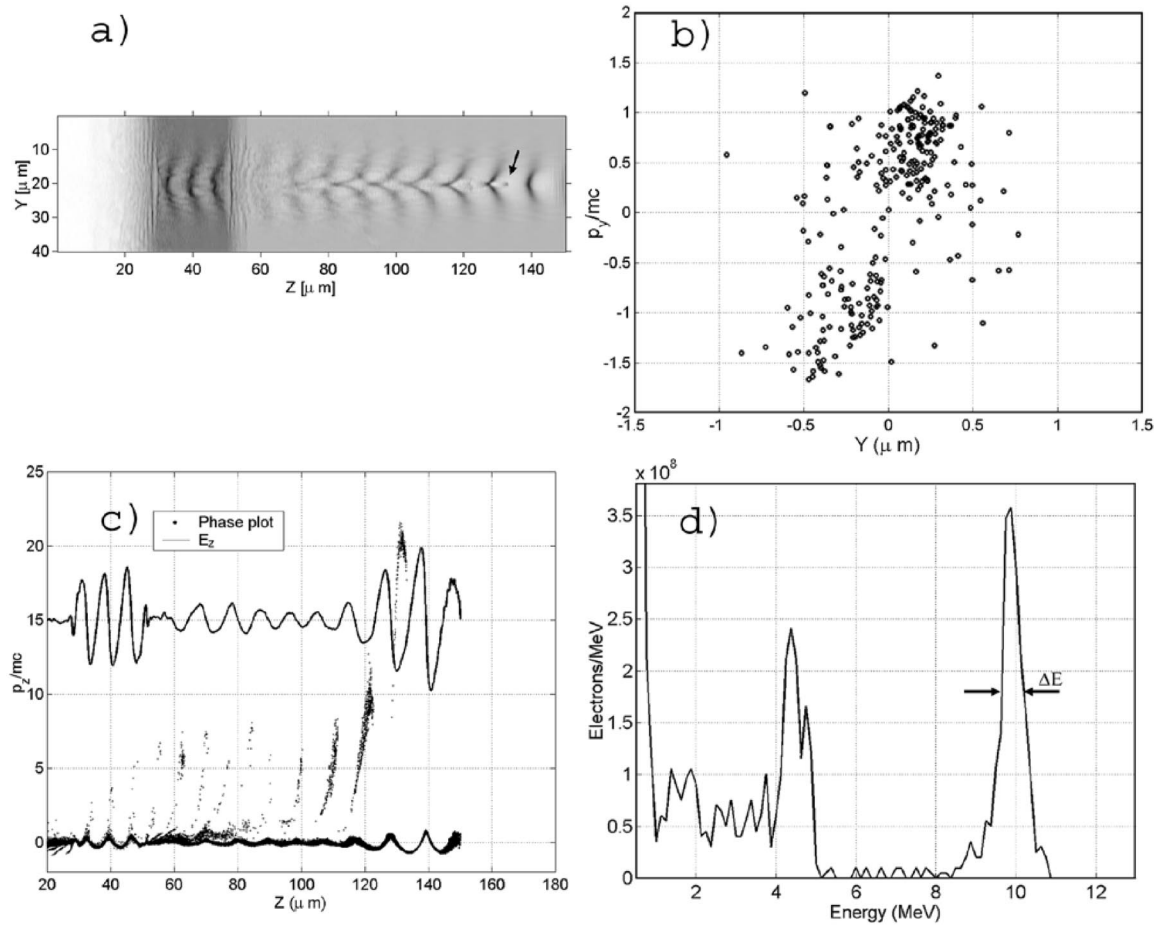 a)
10
20
30
40
Y [μ m]
20 40 60 80 100 120 140
Z [μ m]
b)
2
1.5
1
0.5
0
-0.5
-1
-1.5
-2
p_y/mc
-1.5 -1 -0.5 0 0.5 1 1.5
Y (μ m)
c)
Phase plot
E_z
25
20
15
10
5
0
p_z/mc
20 40 60 80 100 120 140 160 180
Z (μ m)
d)
x 10^8
3.5
3
2.5
2
1.5
1
0.5
0
Electrons/MeV
ΔE
2 4 6 8 10 12
Energy (MeV)